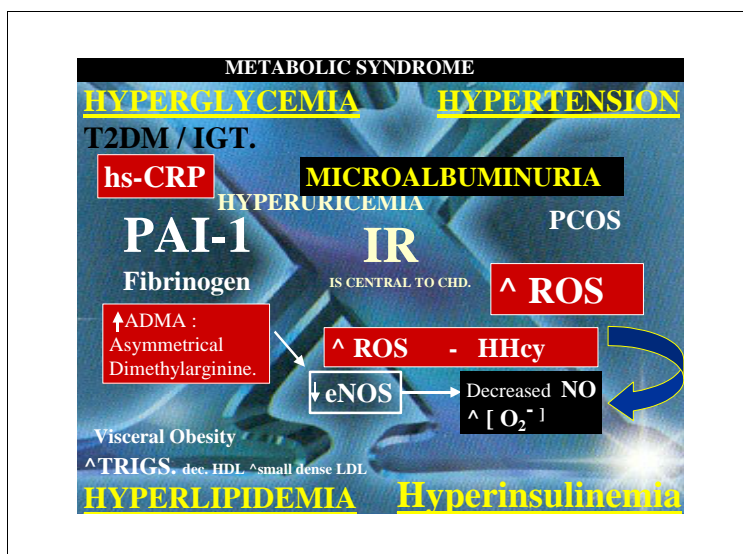 METABOLIC SYNDROME
HYPERGLYCEMIA HYPERTENSION
T2DM / IGT.
hs-CRP MICROALBUMINURIA
HYPERURICEMIA
PAI-1 IR PCOS
Fibrinogen IS CENTRAL TO CHD.
^ ROS
↑ADMA :
Asymmetrical
Dimethylarginine.
^ ROS - HHcy
↓ eNOS
Decreased NO
^ [ O₂⁻ ]
Visceral Obesity
^TRIGS. dec. HDL ^small dense LDL
HYPERLIPIDEMIA Hyperinsulinemia